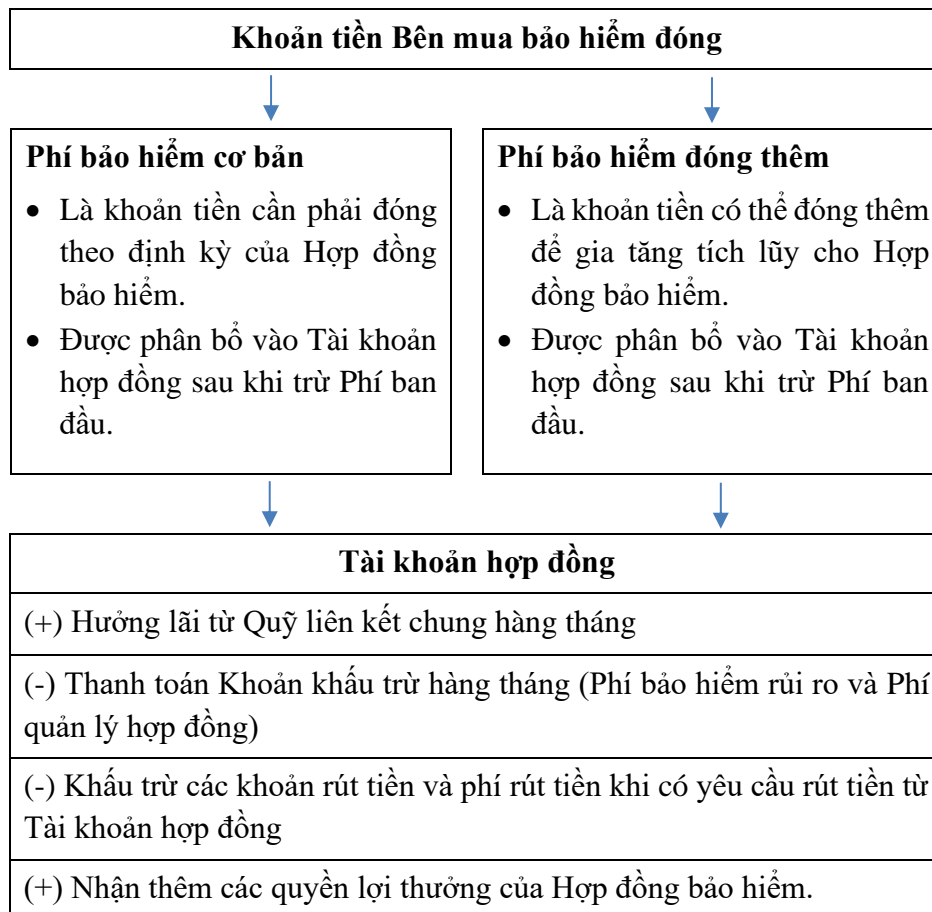 Khoản tiền Bên mua bảo hiểm đóng
Phí bảo hiểm cơ bản
• Là khoản tiền cần phải đóng
theo định kỳ của Hợp đồng
bảo hiểm.
• Được phân bổ vào Tài khoản
hợp đồng sau khi trừ Phí ban
đầu.
Phí bảo hiểm đóng thêm
• Là khoản tiền có thể đóng thêm
để gia tăng tích lũy cho Hợp
đồng bảo hiểm.
• Được phân bổ vào Tài khoản
hợp đồng sau khi trừ Phí ban
đầu.
Tài khoản hợp đồng
(+) Hưởng lãi từ Quỹ liên kết chung hàng tháng
(-) Thanh toán Khoản khấu trừ hàng tháng (Phí bảo hiểm rủi ro và Phí
quản lý hợp đồng)
(-) Khấu trừ các khoản rút tiền và phí rút tiền khi có yêu cầu rút tiền từ
Tài khoản hợp đồng
(+) Nhận thêm các quyền lợi thưởng của Hợp đồng bảo hiểm.